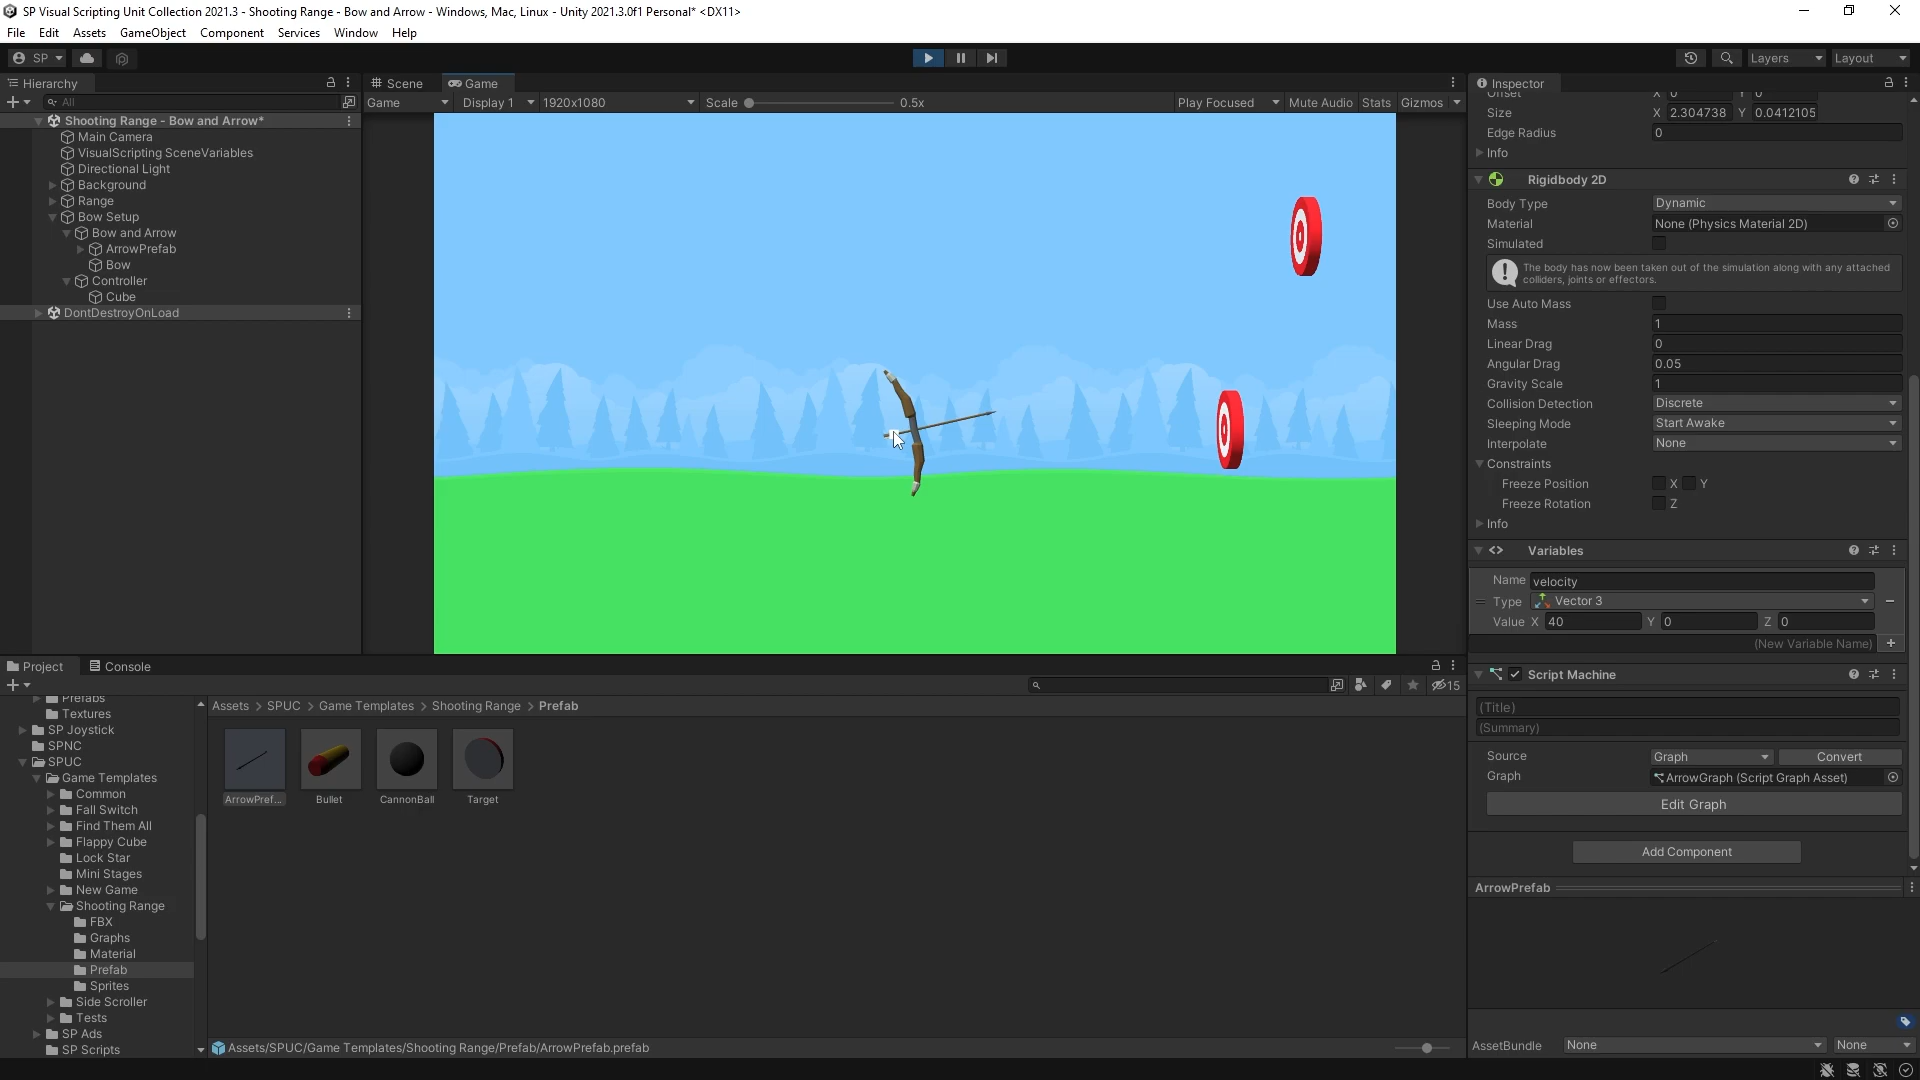 SP Visual Scripting Unit Collection 2021.3 - Shooting Range - Bow and Arrow - Windows, Mac, Linux - Unity 2021.3.0f1 Personal* <DX11>
File Edit Assets GameObject Component Services Window Help
SP Layers Layout
Hierarchy
All
Shooting Range - Bow and Arrow*
Main Camera
VisualScripting SceneVariables
Directional Light
Background
Range
Bow Setup
Bow and Arrow
ArrowPrefab
Bow
Controller
Cube
DontDestroyOnLoad
Scene Game
Game Display 1 1920x1080 Scale 0.5x Play Focused Mute Audio Stats Gizmos
Inspector
Offset X 0 Y 0
Size X 2.304738 Y 0.0412105
Edge Radius 0
Info
Rigidbody 2D
Body Type Dynamic
Material None (Physics Material 2D)
Simulated
The body has now been taken out of the simulation along with any attached
colliders, joints or effectors.
Use Auto Mass
Mass 1
Linear Drag 0
Angular Drag 0.05
Gravity Scale 1
Collision Detection Discrete
Sleeping Mode Start Awake
Interpolate None
Constraints
Freeze Position X Y
Freeze Rotation Z
Info
Variables
Name velocity
Type Vector 3
Value X 40 Y 0 Z 0
(New Variable Name)
Script Machine
(Title)
(Summary)
Source Graph Convert
Graph ArrowGraph (Script Graph Asset)
Edit Graph
Add Component
ArrowPrefab
AssetBundle None None
Project Console
15
Prefabs
Textures
SP Joystick
SPNC
SPUC
Game Templates
Common
Fall Switch
Find Them All
Flappy Cube
Lock Star
Mini Stages
New Game
Shooting Range
FBX
Graphs
Material
Prefab
Sprites
Side Scroller
Tests
SP Ads
SP Scripts
Assets > SPUC > Game Templates > Shooting Range > Prefab
ArrowPref... Bullet CannonBall Target
Assets/SPUC/Game Templates/Shooting Range/Prefab/ArrowPrefab.prefab